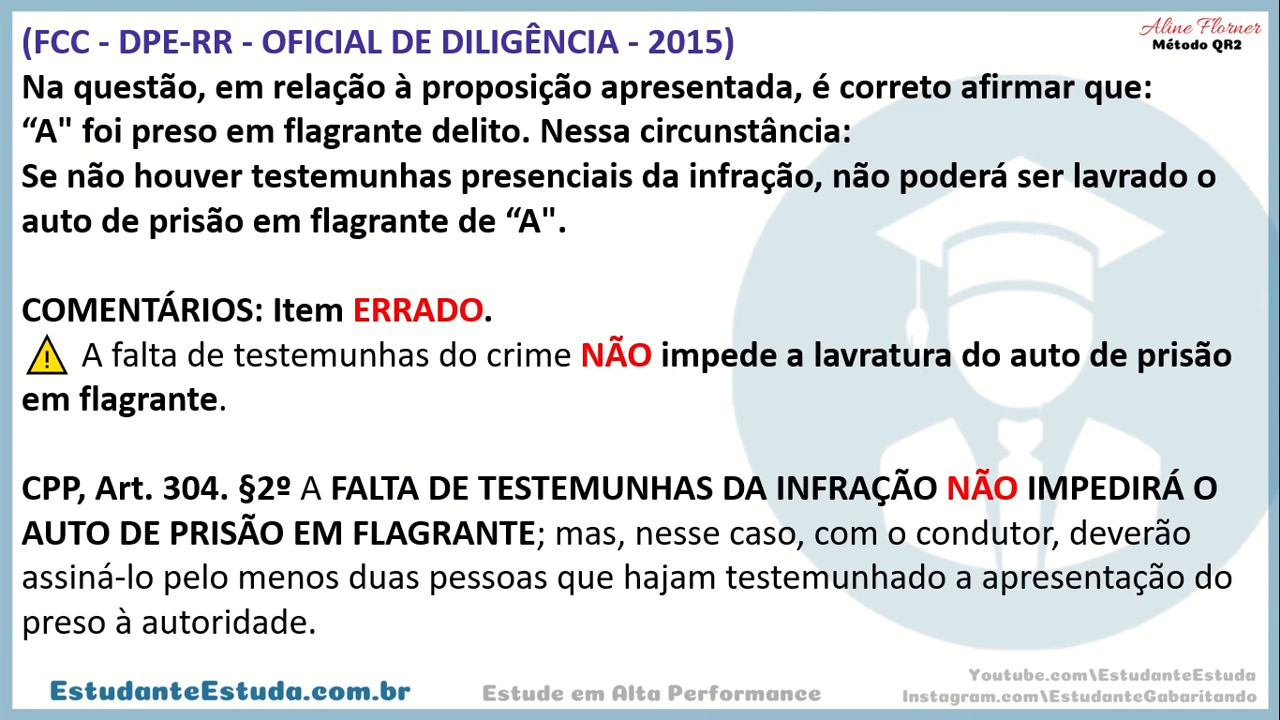 (FCC - DPE-RR - OFICIAL DE DILIGÊNCIA - 2015)
Aline Florner
Método QR2
Na questão, em relação à proposição apresentada, é correto afirmar que:
“A" foi preso em flagrante delito. Nessa circunstância:
Se não houver testemunhas presenciais da infração, não poderá ser lavrado o
auto de prisão em flagrante de “A".
COMENTÁRIOS: Item ERRADO.
⚠ A falta de testemunhas do crime NÃO impede a lavratura do auto de prisão
em flagrante.
CPP, Art. 304. §2º A FALTA DE TESTEMUNHAS DA INFRAÇÃO NÃO IMPEDIRÁ O
AUTO DE PRISÃO EM FLAGRANTE; mas, nesse caso, com o condutor, deverão
assiná-lo pelo menos duas pessoas que hajam testemunhado a apresentação do
preso à autoridade.
EstudanteEstuda.com.br
Estude em Alta Performance
Youtube.com\EstudanteEstuda
Instagram.com\EstudanteGabaritando